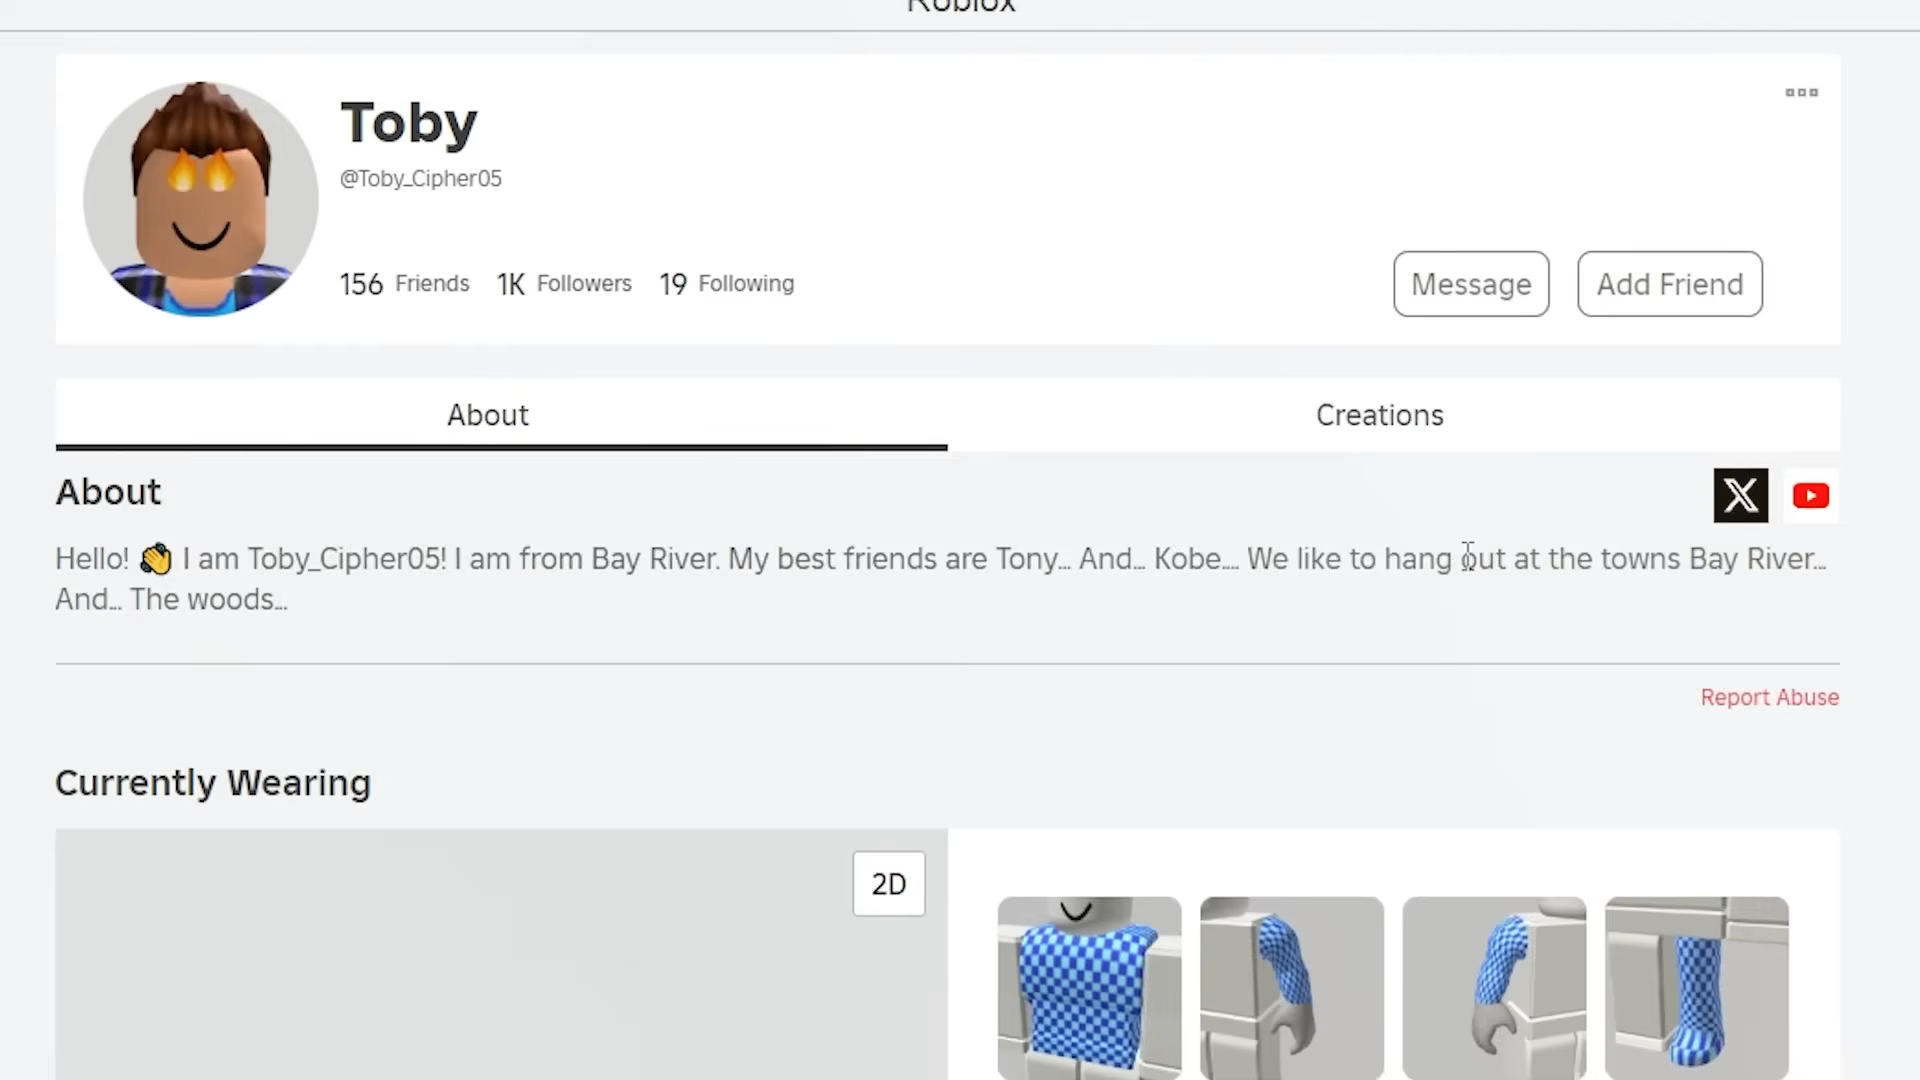 Roblox
Toby
@Toby_Cipher05
156 Friends 1K Followers 19 Following
Message
Add Friend
About
Creations
About
Hello! 👋 I am Toby_Cipher05! I am from Bay River. My best friends are Tony... And... Kobe.... We like to hang out at the towns Bay River...
And... The woods...
Report Abuse
Currently Wearing
2D